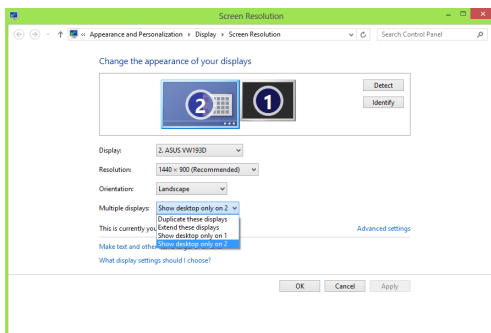 Screen Resolution
« Appearance and Personalization Display Screen Resolution
Search Control Panel
Change the appearance of your displays
2
1
Detect
Identify
Display:
2. ASUS VW193D
Resolution:
1440 × 900 (Recommended)
Orientation:
Landscape
Multiple displays:
Show desktop only on 2
Duplicate these displays
Extend these displays
Show desktop only on 1
Show desktop only on 2
This is currently
Advanced settings
Make text and
What display settings should I choose?
OK
Cancel
Apply